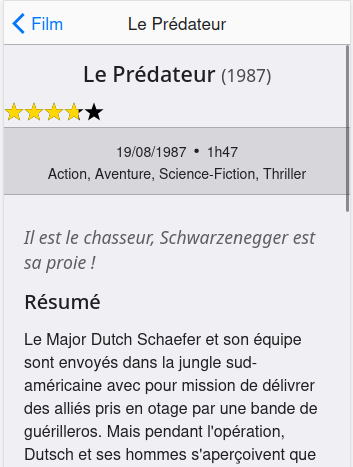 Film
Le Prédateur
Le Prédateur (1987)
19/08/1987 • 1h47
Action, Aventure, Science-Fiction, Thriller
Il est le chasseur, Schwarzenegger est
sa proie !
Résumé
Le Major Dutch Schaefer et son équipe
sont envoyés dans la jungle sud-
américaine avec pour mission de délivrer
des alliés pris en otage par une bande de
guérilleros. Mais pendant l'opération,
Dutsch et ses hommes s'aperçoivent que